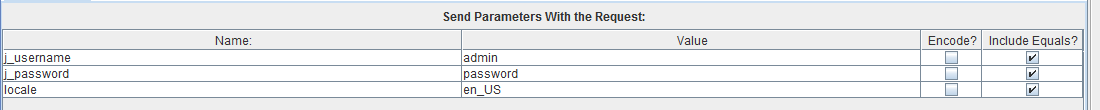 Send Parameters With the Request:
Name: Value Encode? Include Equals?
j_username admin
j_password password
locale en_US